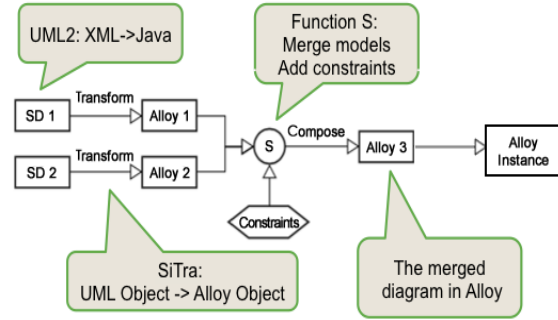 UML2: XML->Java
Function S:
Merge models
Add constraints
SD 1
Transform
Alloy 1
SD 2
Transform
Alloy 2
S
Compose
Alloy 3
Alloy
Instance
Constraints
SiTra:
UML Object -> Alloy Object
The merged
diagram in Alloy